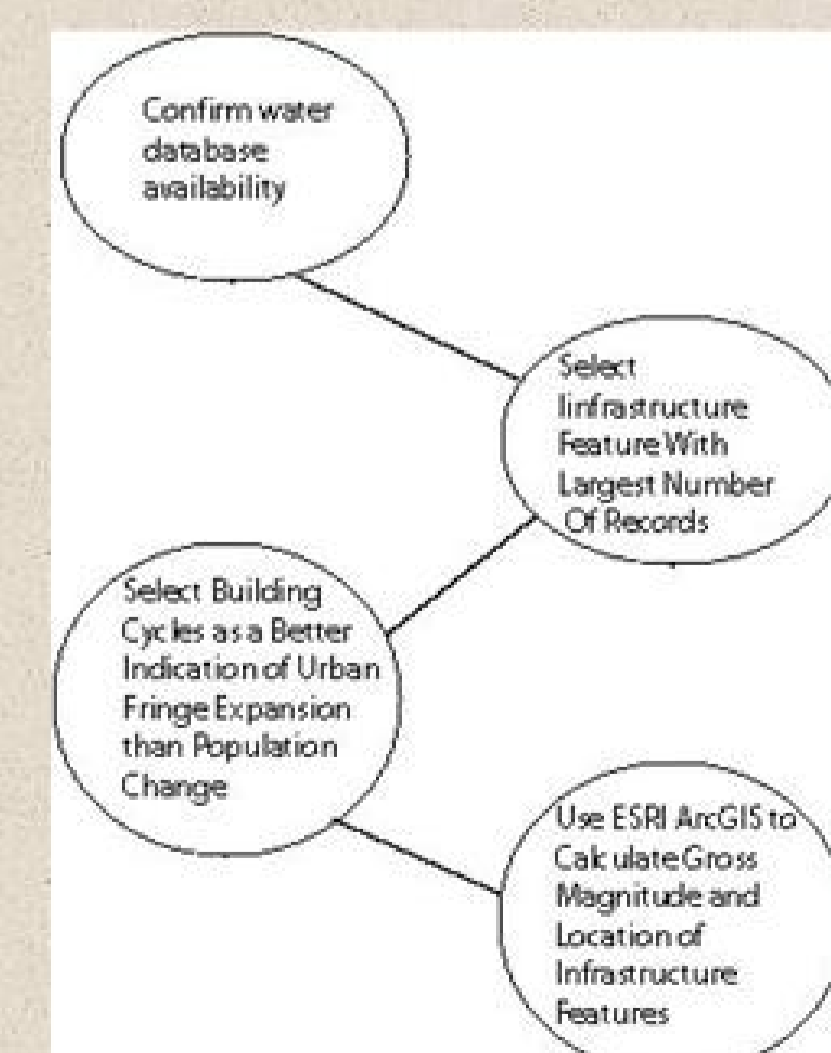 Confirm water
database
availability
Select
Iinfrastructure
Feature With
Largest Number
Of Records
Select Building
Cycles as a Better
Indication of Urban
Fringe Expansion
than Population
Change
Use ESRI ArcGIS to
Calculate Gross
Magnitude and
Location of
Infrastructure
Features